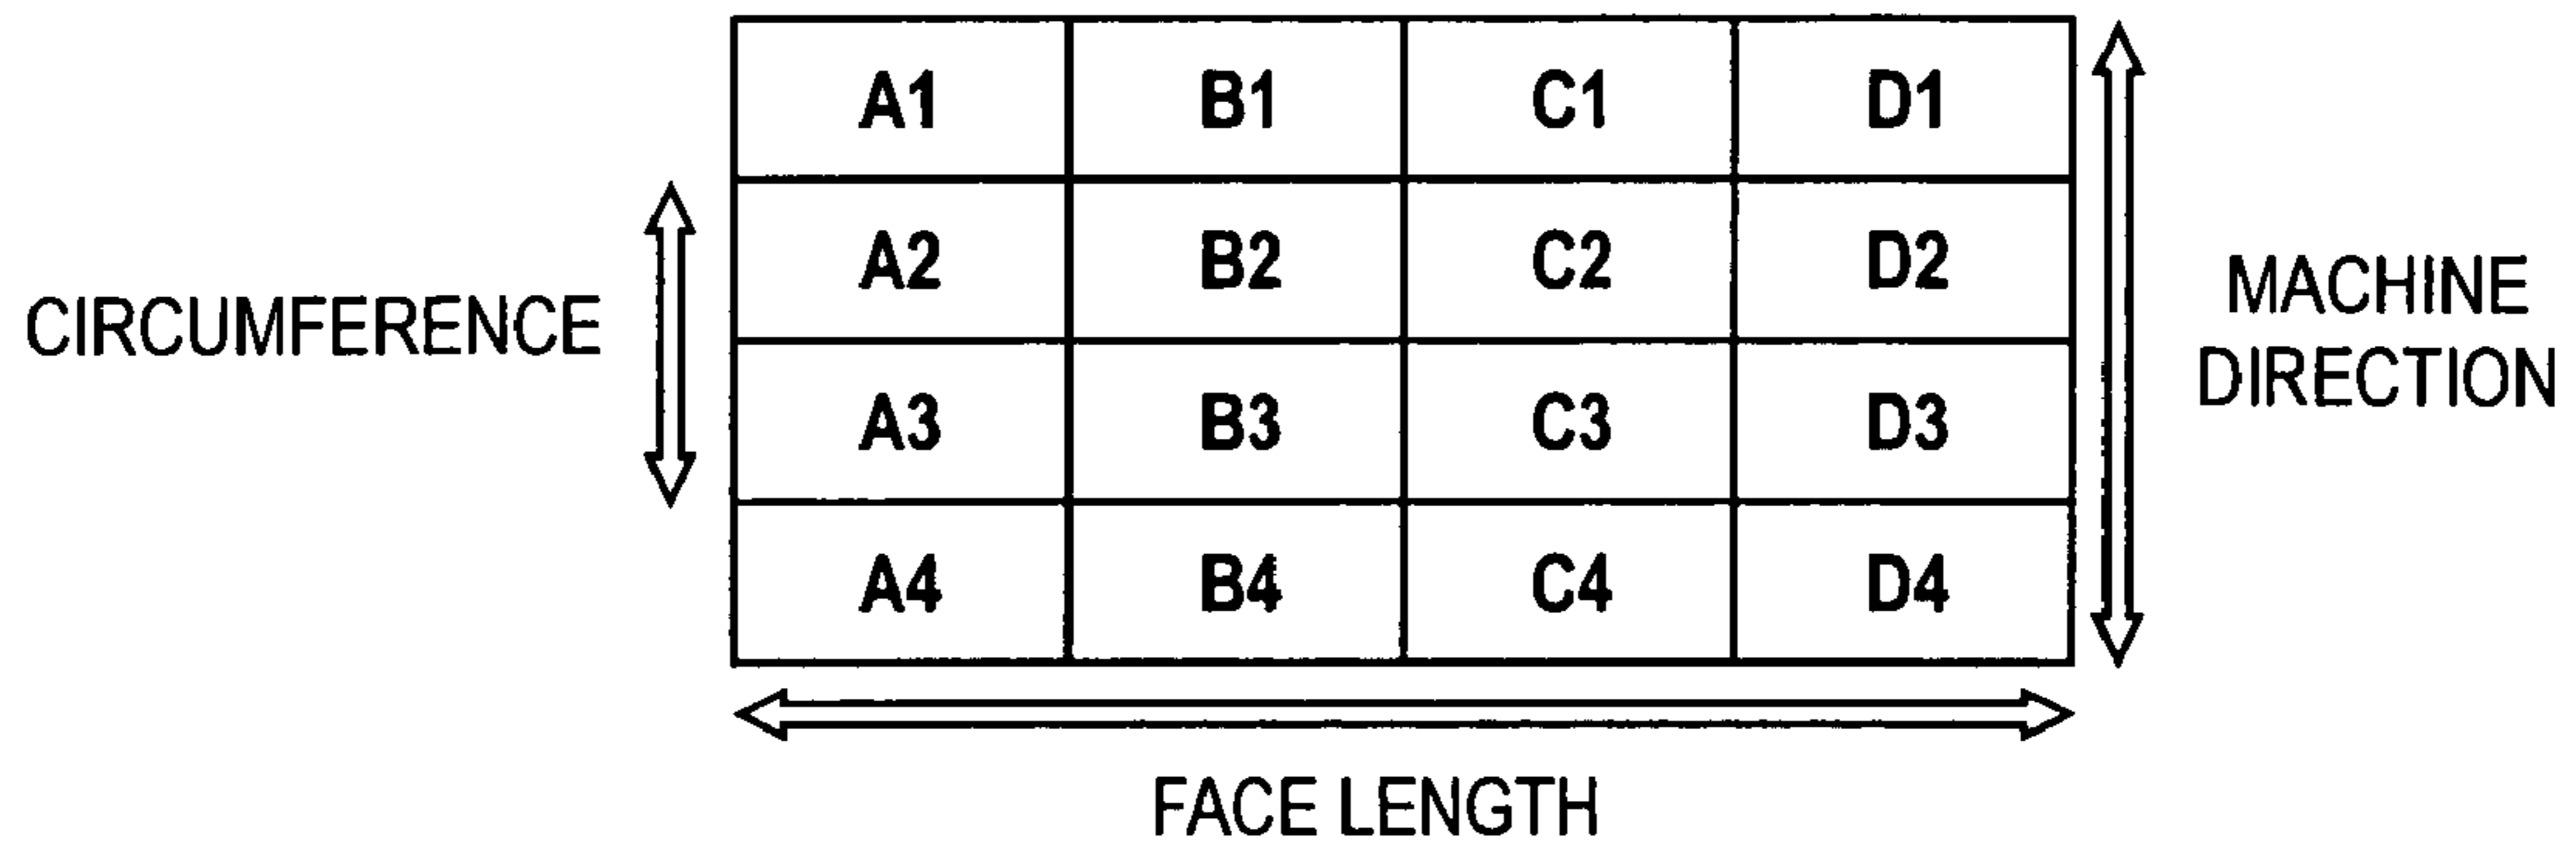 A1 B1 C1 D1
A2 B2 C2 D2
CIRCUMFERENCE
MACHINE
DIRECTION
A3 B3 C3 D3
A4 B4 C4 D4
FACE LENGTH